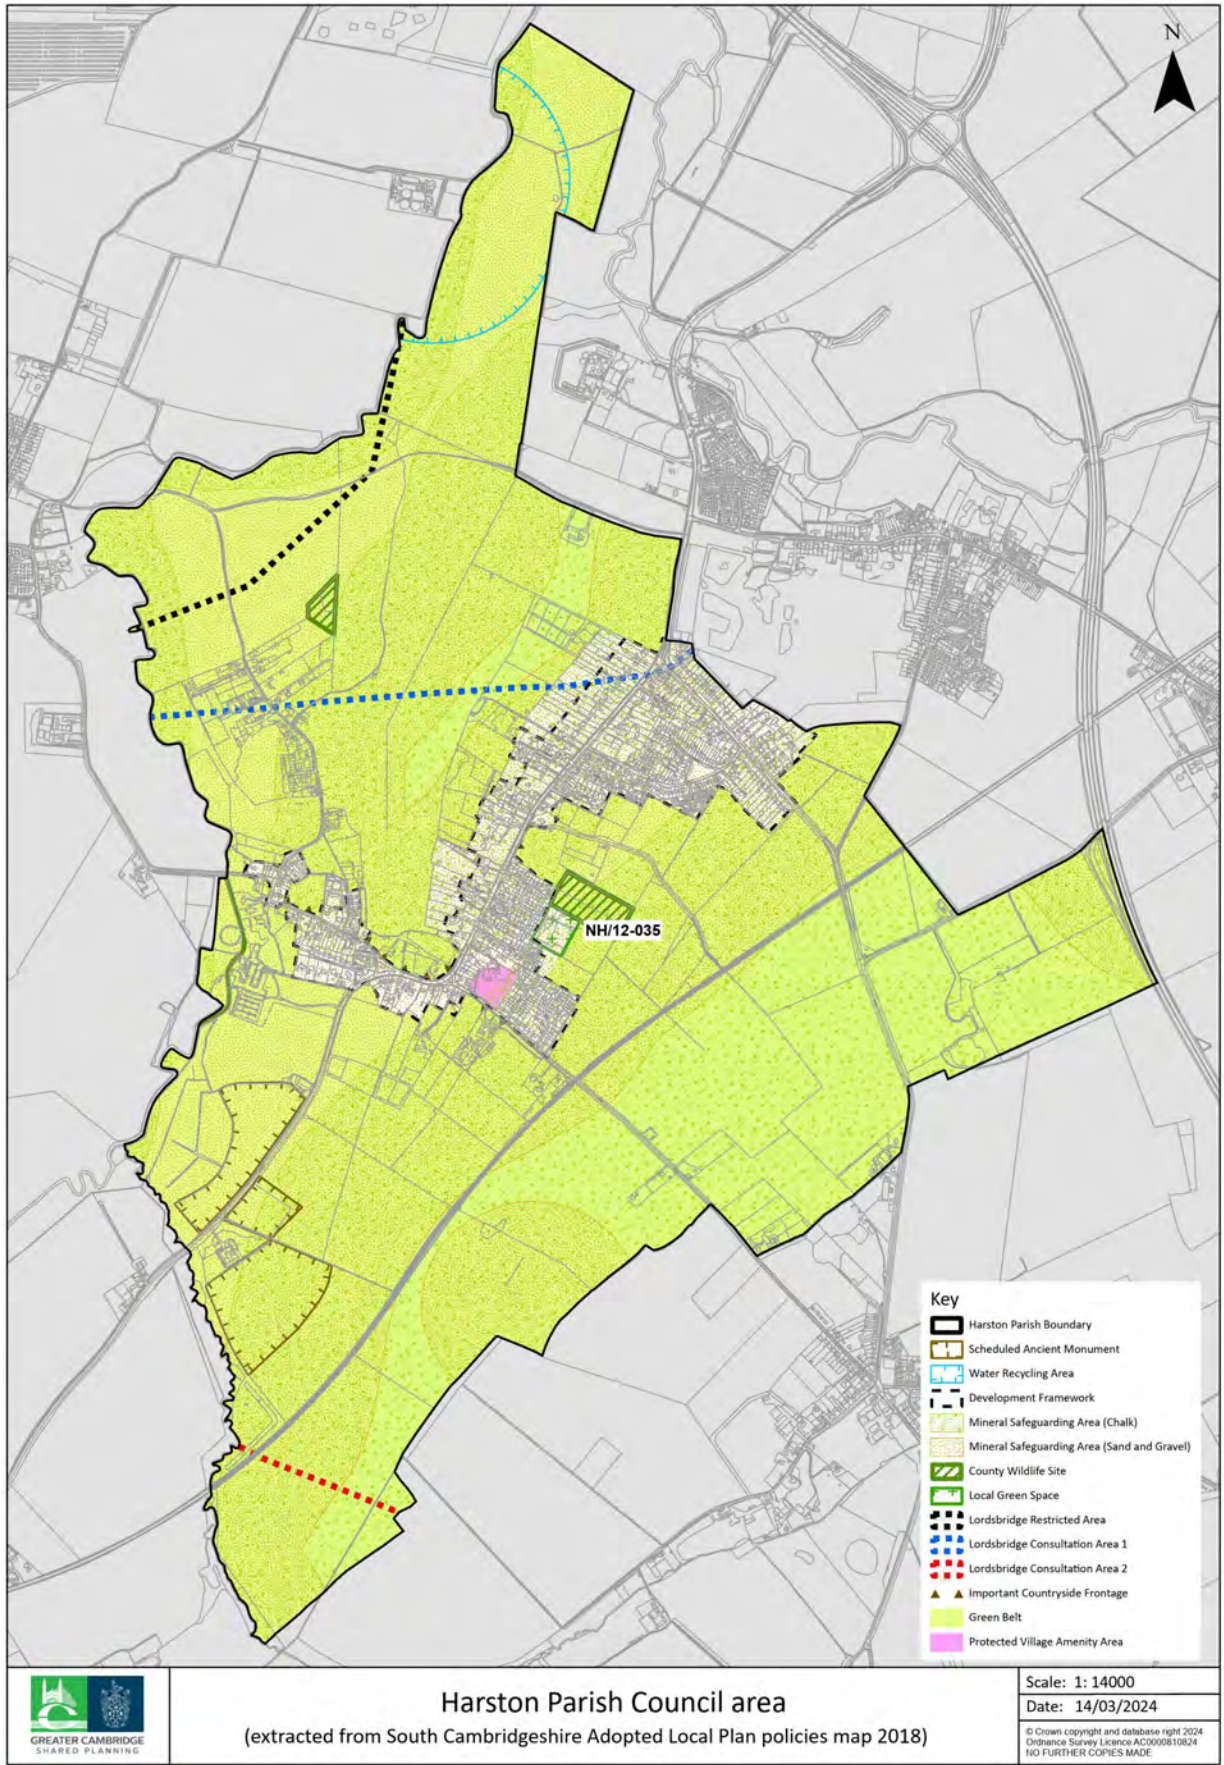 N
NH/12-035
Key
Harston Parish Boundary
Scheduled Ancient Monument
Water Recycling Area
Development Framework
Mineral Safeguarding Area (Chalk)
Mineral Safeguarding Area (Sand and Gravel)
County Wildlife Site
Local Green Space
Lordsbridge Restricted Area
Lordsbridge Consultation Area 1
Lordsbridge Consultation Area 2
Important Countryside Frontage
Green Belt
Protected Village Amenity Area
GREATER CAMBRIDGE
SHARED PLANNING
Harston Parish Council area
(extracted from South Cambridgeshire Adopted Local Plan policies map 2018)
Scale: 1: 14000
Date: 14/03/2024
© Crown copyright and database right 2024
Ordnance Survey Licence AC0000810824
NO FURTHER COPIES MADE